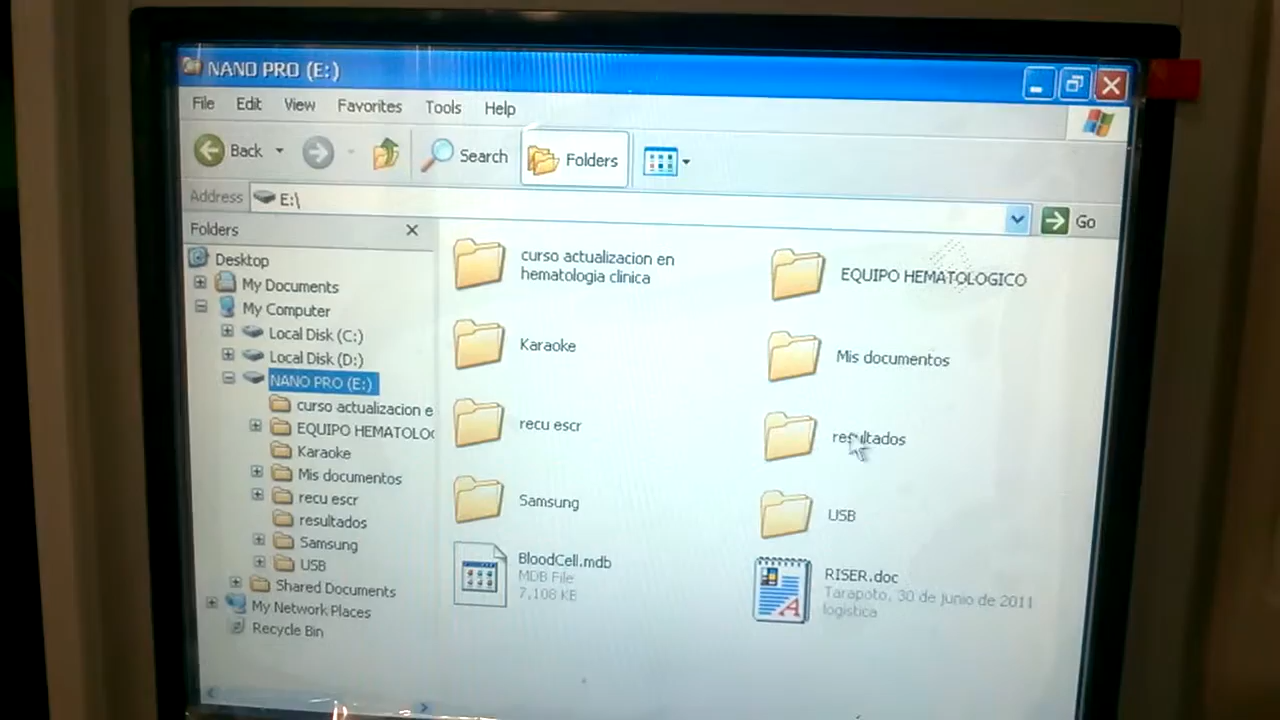 NANO PRO (E:)
File Edit View Favorites Tools Help
Back Search Folders
Address E:\ Go
Folders
Desktop
My Documents
My Computer
Local Disk (C:)
Local Disk (D:)
NANO PRO (E:)
curso actualizacion e
EQUIPO HEMATOLO
Karaoke
Mis documentos
recu escr
resultados
Samsung
USB
Shared Documents
My Network Places
Recycle Bin
curso actualizacion en
hematologia clinica
EQUIPO HEMATOLOGICO
Karaoke
Mis documentos
recu escr
resultados
Samsung
USB
BloodCell.mdb
MDB File
7,108 KB
RISER.doc
Tarapoto, 30 de junio de 2011
logistica